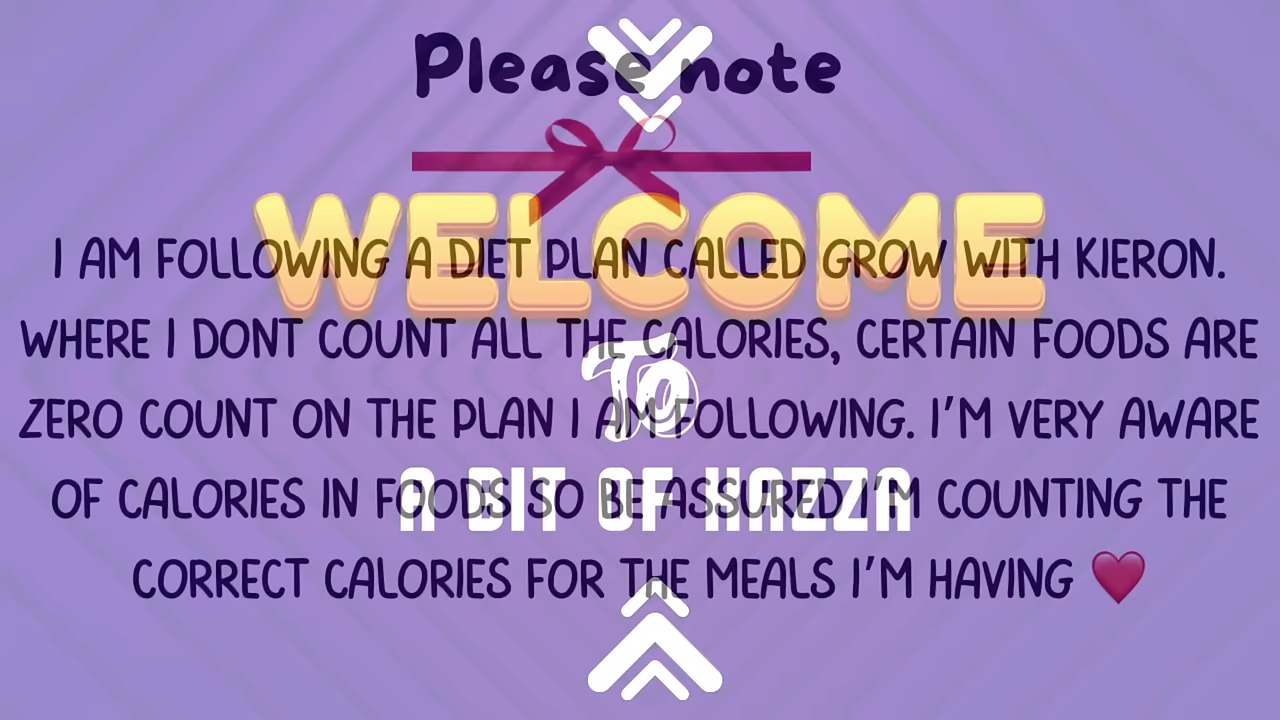 Please note
WELCOME
I AM FOLLOWING A DIET PLAN CALLED GROW WITH KIERON.
WHERE I DONT COUNT ALL THE CALORIES, CERTAIN FOODS ARE
To
ZERO COUNT ON THE PLAN I AM FOLLOWING. I'M VERY AWARE
OF CALORIES IN FOODS SO BE ASSURED I'M COUNTING THE
A BIT OF HAZZA
CORRECT CALORIES FOR THE MEALS I'M HAVING ❤